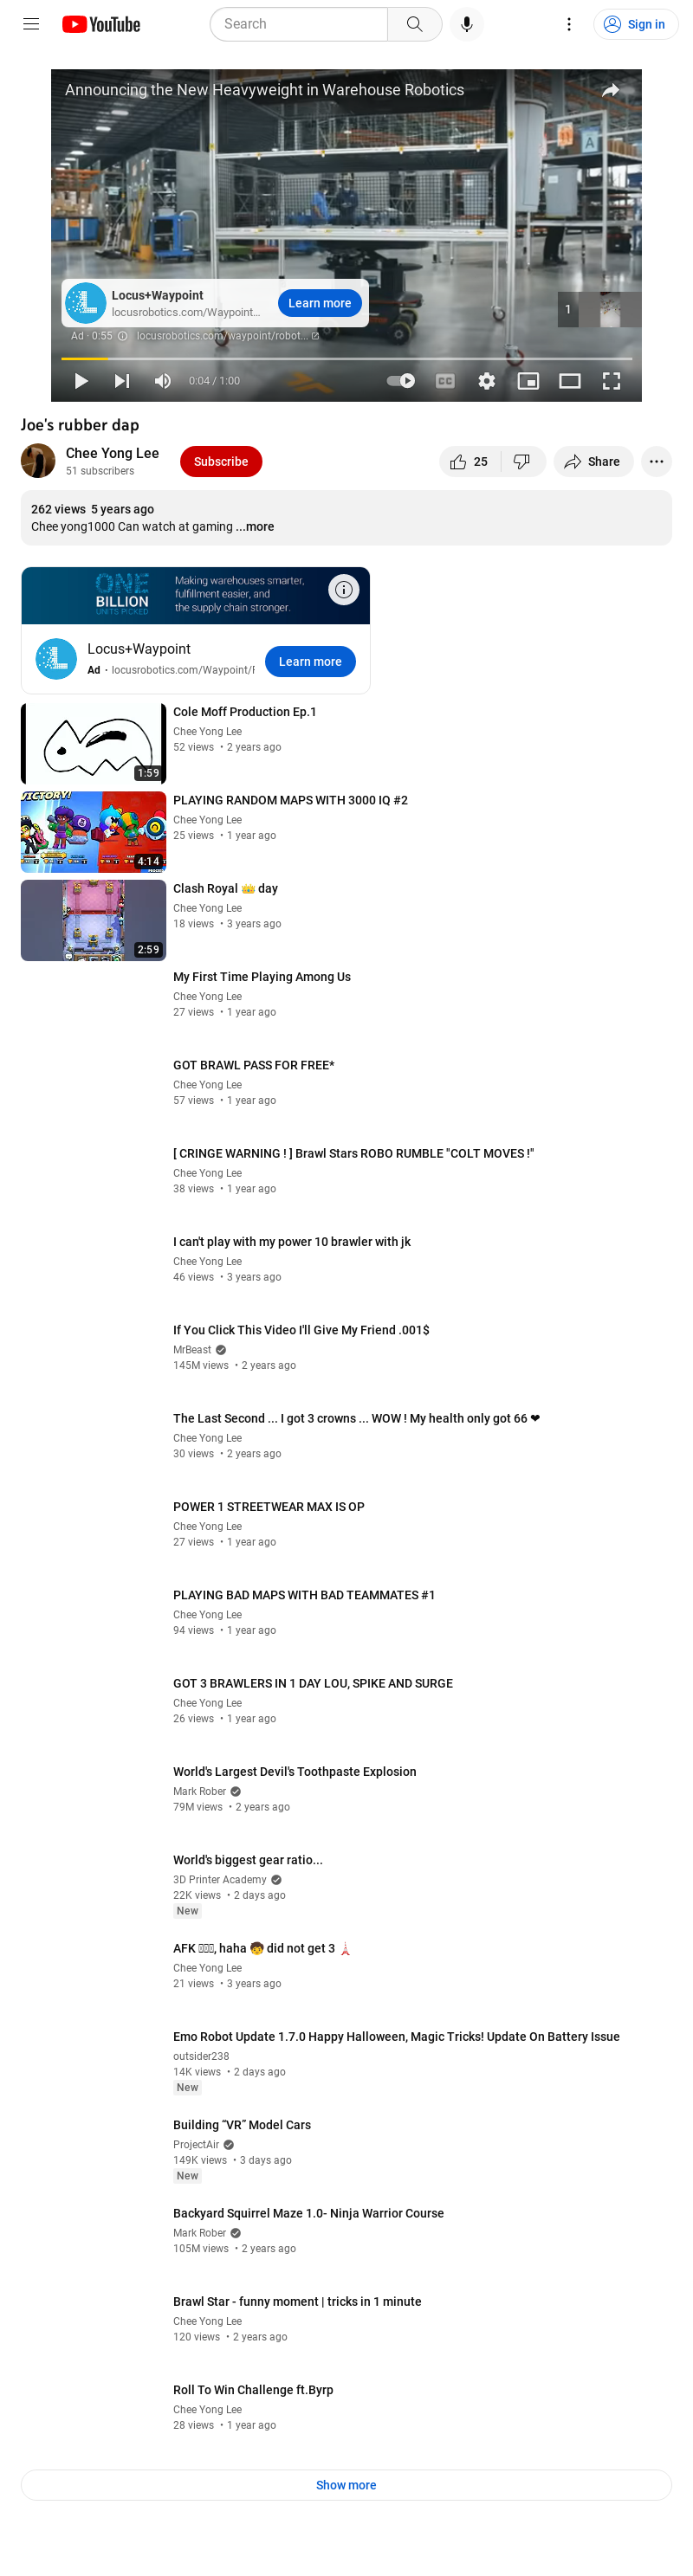 YouTube
Search
Sign in
Announcing the New Heavyweight in Warehouse Robotics
A
Locus+Waypoint
locusrobotics.com/Waypoint...
Learn more
1
Ad · 0:55
locusrobotics.com/waypoint/robot...
0:04 / 1:00
CC
Joe's rubber dap
Chee Yong Lee
51 subscribers
Subscribe
25
Share
262 views 5 years ago
Chee yong1000 Can watch at gaming ...more
ONE
BILLION
UNITS PICKED
Making warehouses smarter,
fulfillment easier, and
the supply chain stronger.
Locus+Waypoint
Ad • locusrobotics.com/Waypoint/F
Learn more
Cole Moff Production Ep.1
Chee Yong Lee
52 views • 2 years ago
1:59
VICTORY!
PLAYING RANDOM MAPS WITH 3000 IQ #2
Chee Yong Lee
25 views • 1 year ago
4:14
Clash Royal 👑 day
Chee Yong Lee
18 views • 3 years ago
2:59
My First Time Playing Among Us
Chee Yong Lee
27 views • 1 year ago
GOT BRAWL PASS FOR FREE*
Chee Yong Lee
57 views • 1 year ago
[ CRINGE WARNING ! ] Brawl Stars ROBO RUMBLE "COLT MOVES !"
Chee Yong Lee
38 views • 1 year ago
I can't play with my power 10 brawler with jk
Chee Yong Lee
46 views • 3 years ago
If You Click This Video I'll Give My Friend .001$
MrBeast
145M views • 2 years ago
The Last Second ... I got 3 crowns ... WOW ! My health only got 66 ❤
Chee Yong Lee
30 views • 2 years ago
POWER 1 STREETWEAR MAX IS OP
Chee Yong Lee
27 views • 1 year ago
PLAYING BAD MAPS WITH BAD TEAMMATES #1
Chee Yong Lee
94 views • 1 year ago
GOT 3 BRAWLERS IN 1 DAY LOU, SPIKE AND SURGE
Chee Yong Lee
26 views • 1 year ago
World's Largest Devil's Toothpaste Explosion
Mark Rober
79M views • 2 years ago
World's biggest gear ratio...
3D Printer Academy
22K views • 2 days ago
New
AFK , haha 🧒 did not get 3 🗼
Chee Yong Lee
21 views • 3 years ago
Emo Robot Update 1.7.0 Happy Halloween, Magic Tricks! Update On Battery Issue
outsider238
14K views • 2 days ago
New
Building “VR” Model Cars
ProjectAir
149K views • 3 days ago
New
Backyard Squirrel Maze 1.0- Ninja Warrior Course
Mark Rober
105M views • 2 years ago
Brawl Star - funny moment | tricks in 1 minute
Chee Yong Lee
120 views • 2 years ago
Roll To Win Challenge ft.Byrp
Chee Yong Lee
28 views • 1 year ago
Show more